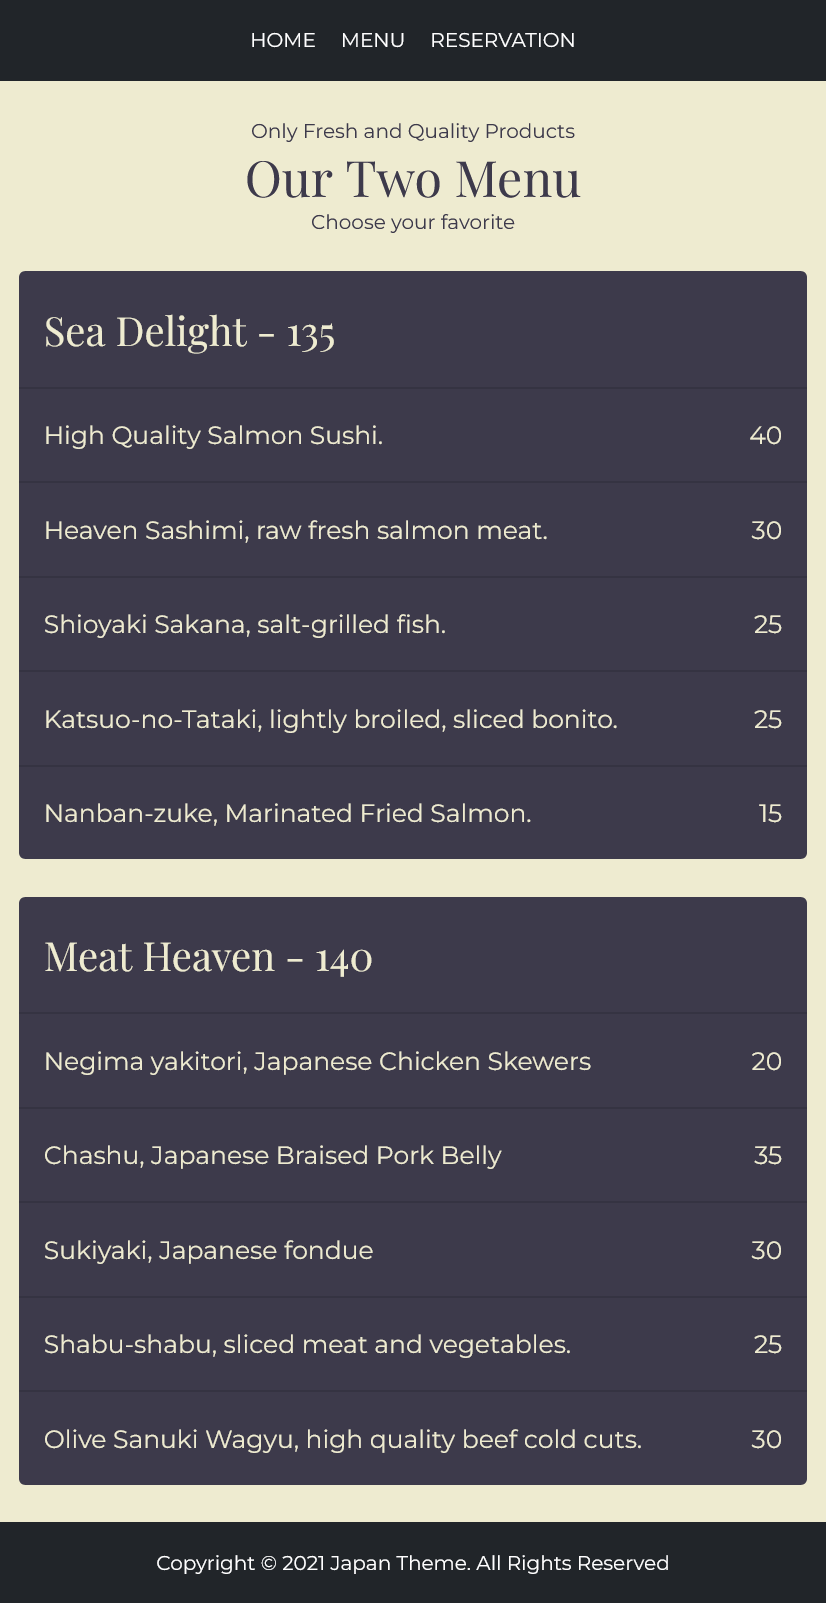 HOME MENU RESERVATION
Only Fresh and Quality Products
Our Two Menu
Choose your favorite
Sea Delight - 135
High Quality Salmon Sushi. 40
Heaven Sashimi, raw fresh salmon meat. 30
Shioyaki Sakana, salt-grilled fish. 25
Katsuo-no-Tataki, lightly broiled, sliced bonito. 25
Nanban-zuke, Marinated Fried Salmon. 15
Meat Heaven - 140
Negima yakitori, Japanese Chicken Skewers 20
Chashu, Japanese Braised Pork Belly 35
Sukiyaki, Japanese fondue 30
Shabu-shabu, sliced meat and vegetables. 25
Olive Sanuki Wagyu, high quality beef cold cuts. 30
Copyright © 2021 Japan Theme. All Rights Reserved